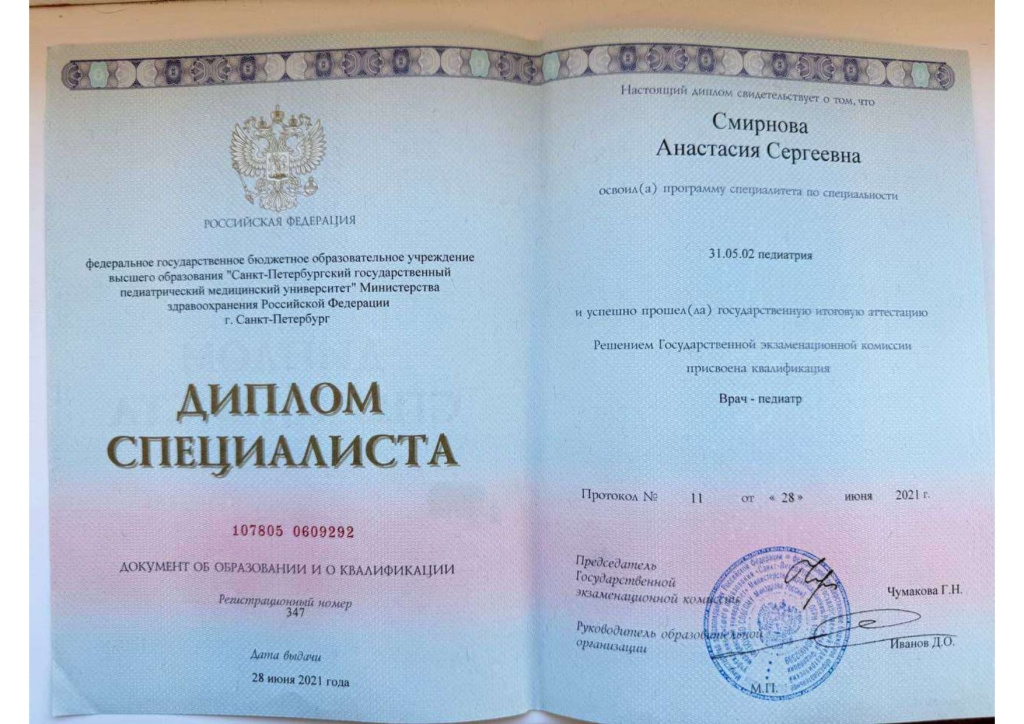 РОССИЙСКАЯ ФЕДЕРАЦИЯ
федеральное государственное бюджетное образовательное учреждение
высшего образования "Санкт-Петербургский государственный
педиатрический медицинский университет" Министерства
здравоохранения Российской Федерации
г. Санкт-Петербург
ДИПЛОМ
СПЕЦИАЛИСТА
107805 0609292
ДОКУМЕНТ ОБ ОБРАЗОВАНИИ И О КВАЛИФИКАЦИИ
Регистрационный номер
347
Дата выдачи
28 июня 2021 года
Настоящий диплом свидетельствует о том, что
Смирнова
Анастасия Сергеевна
освоил(а) программу специалитета по специальности
31.05.02 педиатрия
и успешно прошел(ла) государственную итоговую аттестацию
Решением Государственной экзаменационной комиссии
присвоена квалификация
Врач - педиатр
Протокол № 11 от « 28 » июня 2021 г.
Председатель
Государственной
экзаменационной комиссии
Чумакова Г.Н.
Руководитель образовательной
организации
Иванов Д.О.
М.П.